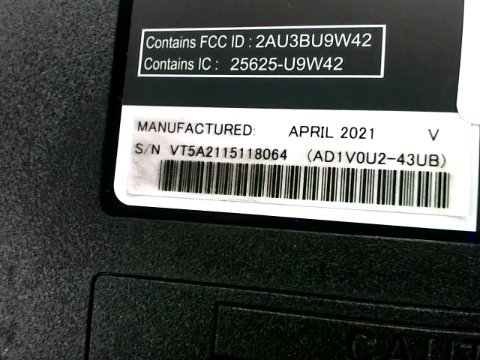 Contains FCC ID : 2AU3BU9W42
Contains IC : 25625-U9W42
MANUFACTURED: APRIL 2021 V
S/N VT5A2115118064 (AD1V0U2-43UB)